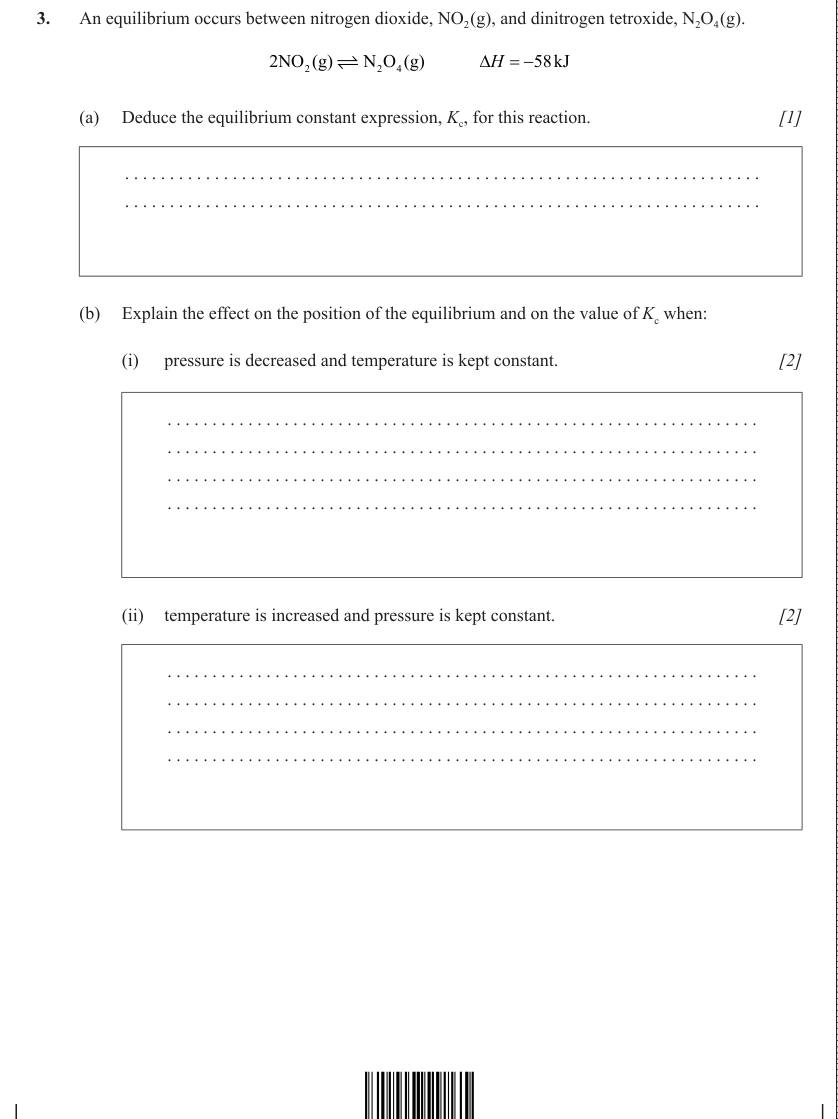 3. An equilibrium occurs between nitrogen dioxide, NO₂(g), and dinitrogen tetroxide, N₂O₄(g).
2NO₂(g) ⇌ N₂O₄(g) ΔH = −58 kJ
(a) Deduce the equilibrium constant expression, K꜀, for this reaction. [1]
(b) Explain the effect on the position of the equilibrium and on the value of K꜀ when:
(i) pressure is decreased and temperature is kept constant. [2]
(ii) temperature is increased and pressure is kept constant. [2]